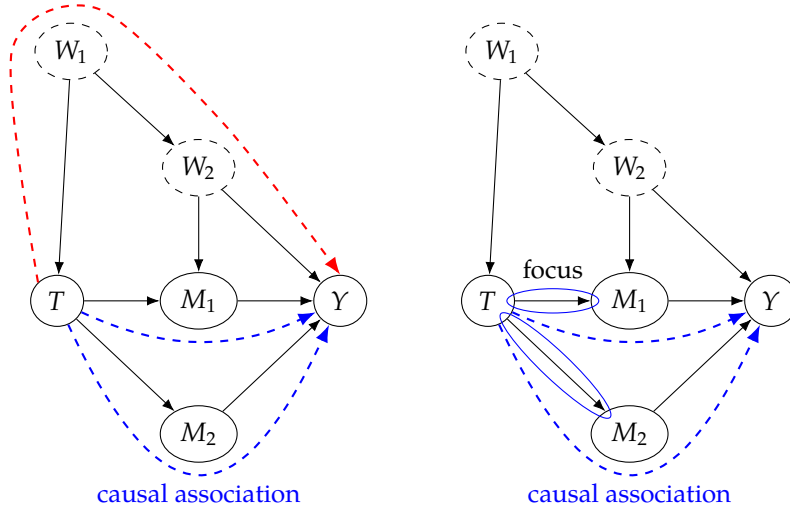 W1
W2
T
M1
Y
M2
causal association
W1
W2
focus
T
M1
Y
M2
causal association